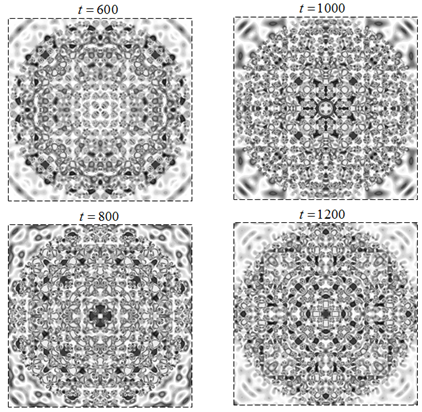 t = 600
t = 1000
t = 800
t = 1200